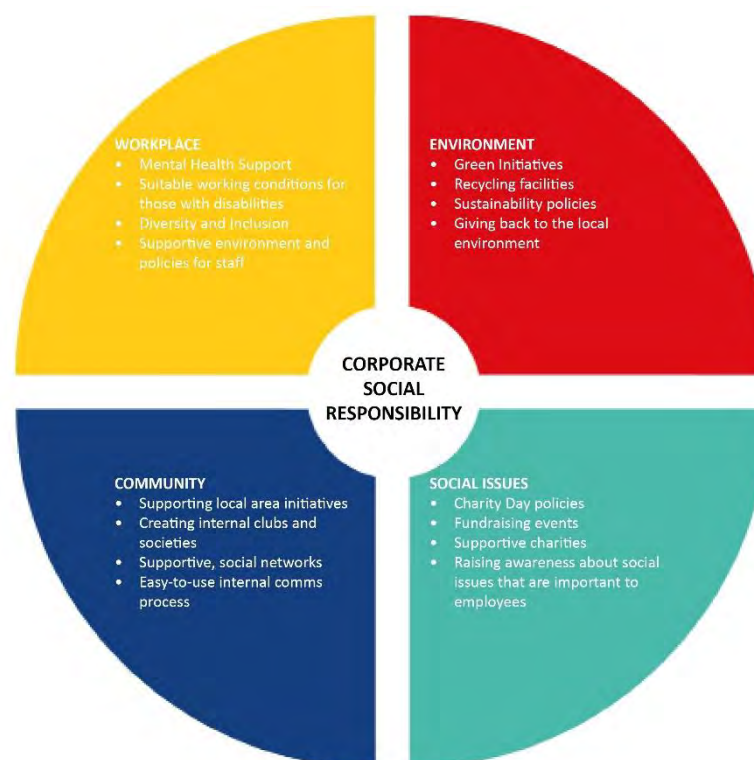 WORKPLACE
• Mental Health Support
• Suitable working conditions for
those with disabilities
• Diversity and Inclusion
• Supportive environment and
policies for staff
ENVIRONMENT
• Green Initiatives
• Recycling facilities
• Sustainability policies
• Giving back to the local
environment
CORPORATE
SOCIAL
RESPONSIBILITY
COMMUNITY
• Supporting local area initiatives
• Creating internal clubs and
societies
• Supportive, social networks
• Easy-to-use internal comms
process
SOCIAL ISSUES
• Charity Day policies
• Fundraising events
• Supportive charities
• Raising awareness about social
issues that are important to
employees